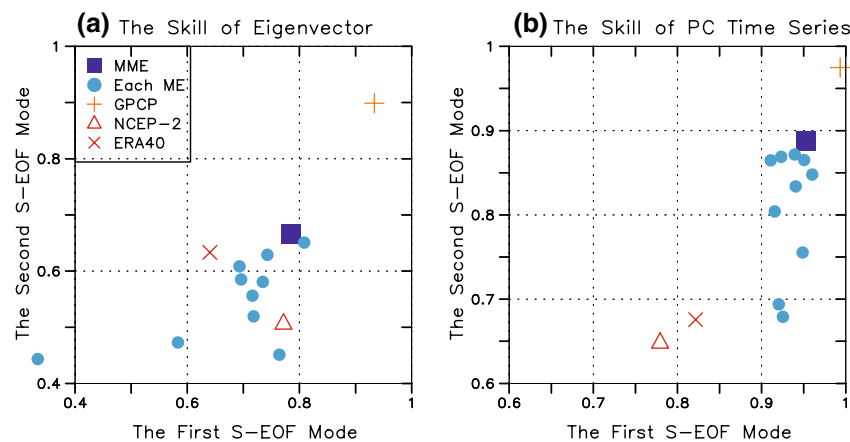 (a) The Skill of Eigenvector
MME
Each ME
GPCP
NCEP-2
ERA40
The Second S-EOF Mode
1
0.8
0.6
0.4
0.4
0.6
0.8
1
The First S-EOF Mode
(b) The Skill of PC Time Series
The Second S-EOF Mode
1
0.9
0.8
0.7
0.6
0.6
0.7
0.8
0.9
1
The First S-EOF Mode